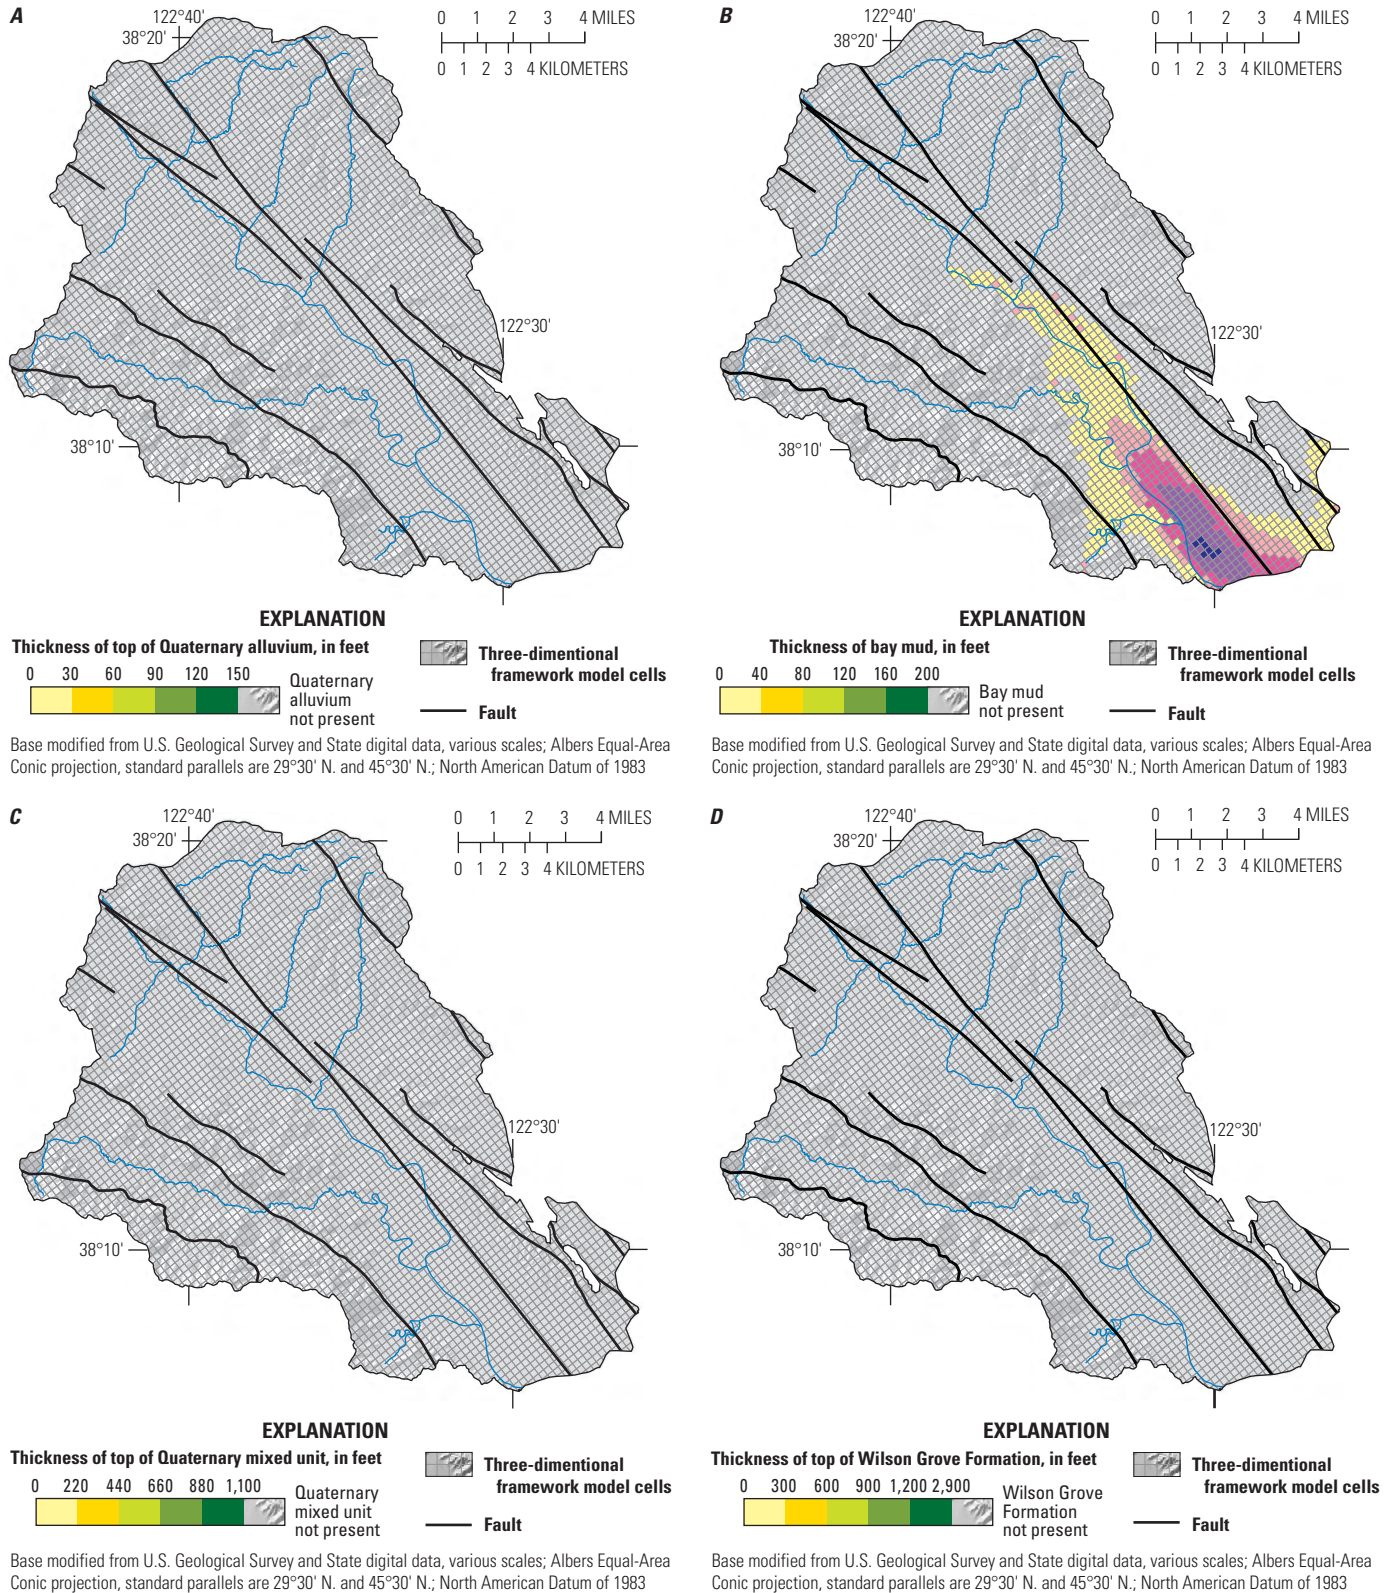 A
122°40'
38°20'
0 1 2 3 4 MILES
0 1 2 3 4 KILOMETERS
122°30'
38°10'
EXPLANATION
Thickness of top of Quaternary alluvium, in feet
0 30 60 90 120 150
Quaternary
alluvium
not present
Three-dimentional
framework model cells
Fault
Base modified from U.S. Geological Survey and State digital data, various scales; Albers Equal-Area
Conic projection, standard parallels are 29°30' N. and 45°30' N.; North American Datum of 1983
B
122°40'
38°20'
0 1 2 3 4 MILES
0 1 2 3 4 KILOMETERS
122°30'
38°10'
EXPLANATION
Thickness of bay mud, in feet
0 40 80 120 160 200
Bay mud
not present
Three-dimentional
framework model cells
Fault
Base modified from U.S. Geological Survey and State digital data, various scales; Albers Equal-Area
Conic projection, standard parallels are 29°30' N. and 45°30' N.; North American Datum of 1983
C
122°40'
38°20'
0 1 2 3 4 MILES
0 1 2 3 4 KILOMETERS
122°30'
38°10'
EXPLANATION
Thickness of top of Quaternary mixed unit, in feet
0 220 440 660 880 1,100
Quaternary
mixed unit
not present
Three-dimentional
framework model cells
Fault
Base modified from U.S. Geological Survey and State digital data, various scales; Albers Equal-Area
Conic projection, standard parallels are 29°30' N. and 45°30' N.; North American Datum of 1983
D
122°40'
38°20'
0 1 2 3 4 MILES
0 1 2 3 4 KILOMETERS
122°30'
38°10'
EXPLANATION
Thickness of top of Wilson Grove Formation, in feet
0 300 600 900 1,200 2,900
Wilson Grove
Formation
not present
Three-dimentional
framework model cells
Fault
Base modified from U.S. Geological Survey and State digital data, various scales; Albers Equal-Area
Conic projection, standard parallels are 29°30' N. and 45°30' N.; North American Datum of 1983